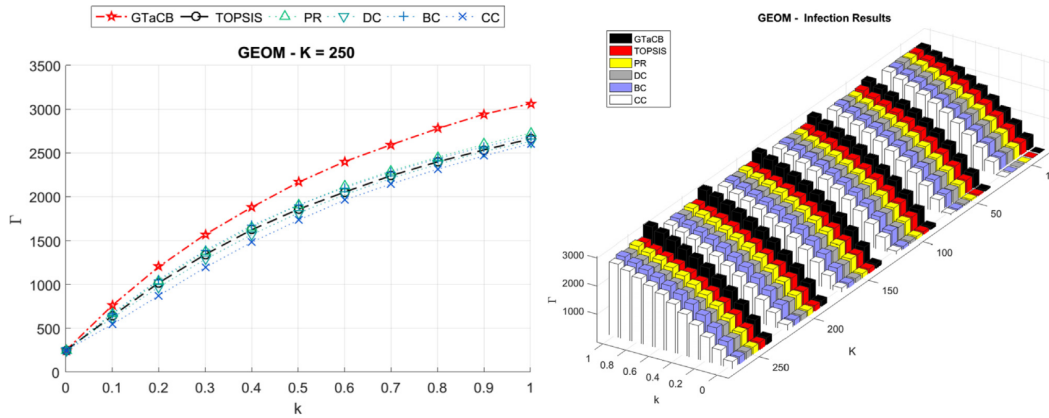 GTaCB TOPSIS PR DC BC CC
GEOM - K = 250
3500
3000
2500
2000
1500
1000
500
0
Γ
0 0.1 0.2 0.3 0.4 0.5 0.6 0.7 0.8 0.9 1
k
GEOM - Infection Results
GTaCB
TOPSIS
PR
DC
BC
CC
3000
2000
1000
Γ
1 0.8 0.6 0.4 0.2 0
k
250 200 150 100 50 1
K